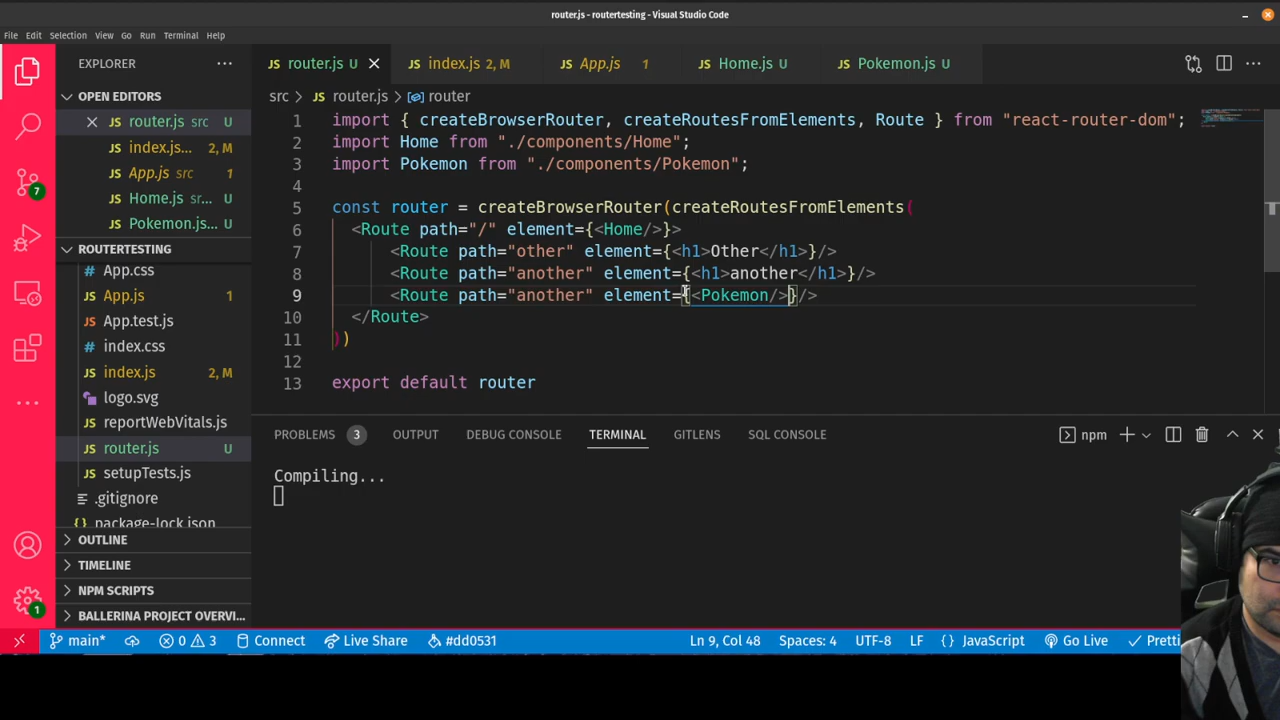 router.js - routertesting - Visual Studio Code
File Edit Selection View Go Run Terminal Help
EXPLORER
OPEN EDITORS
JS router.js src U
JS index.js... 2, M
JS App.js src 1
JS Home.js sr... U
JS Pokemon.js... U
ROUTERTESTING
App.css
JS App.js 1
JS App.test.js
# index.css
JS index.js 2, M
logo.svg
JS reportWebVitals.js
JS router.js U
JS setupTests.js
.gitignore
{} package-lock.json
OUTLINE
TIMELINE
NPM SCRIPTS
BALLERINA PROJECT OVERVI...
7
1
JS router.js U
JS index.js 2, M
JS App.js 1
JS Home.js U
JS Pokemon.js U
src > JS router.js > router
1 import { createBrowserRouter, createRoutesFromElements, Route } from "react-router-dom";
2 import Home from "./components/Home";
3 import Pokemon from "./components/Pokemon";
4
5 const router = createBrowserRouter(createRoutesFromElements(
6 <Route path="/" element={<Home/>}>
7 <Route path="other" element={<h1>Other</h1>}/>
8 <Route path="another" element={<h1>another</h1>}/>
9 <Route path="another" element={<Pokemon/>}/>
10 </Route>
11 ))
12
13 export default router
PROBLEMS 3 OUTPUT DEBUG CONSOLE TERMINAL GITLENS SQL CONSOLE
npm
Compiling...
main* 0 3 Connect Live Share #dd0531 Ln 9, Col 48 Spaces: 4 UTF-8 LF {} JavaScript Go Live Pretti